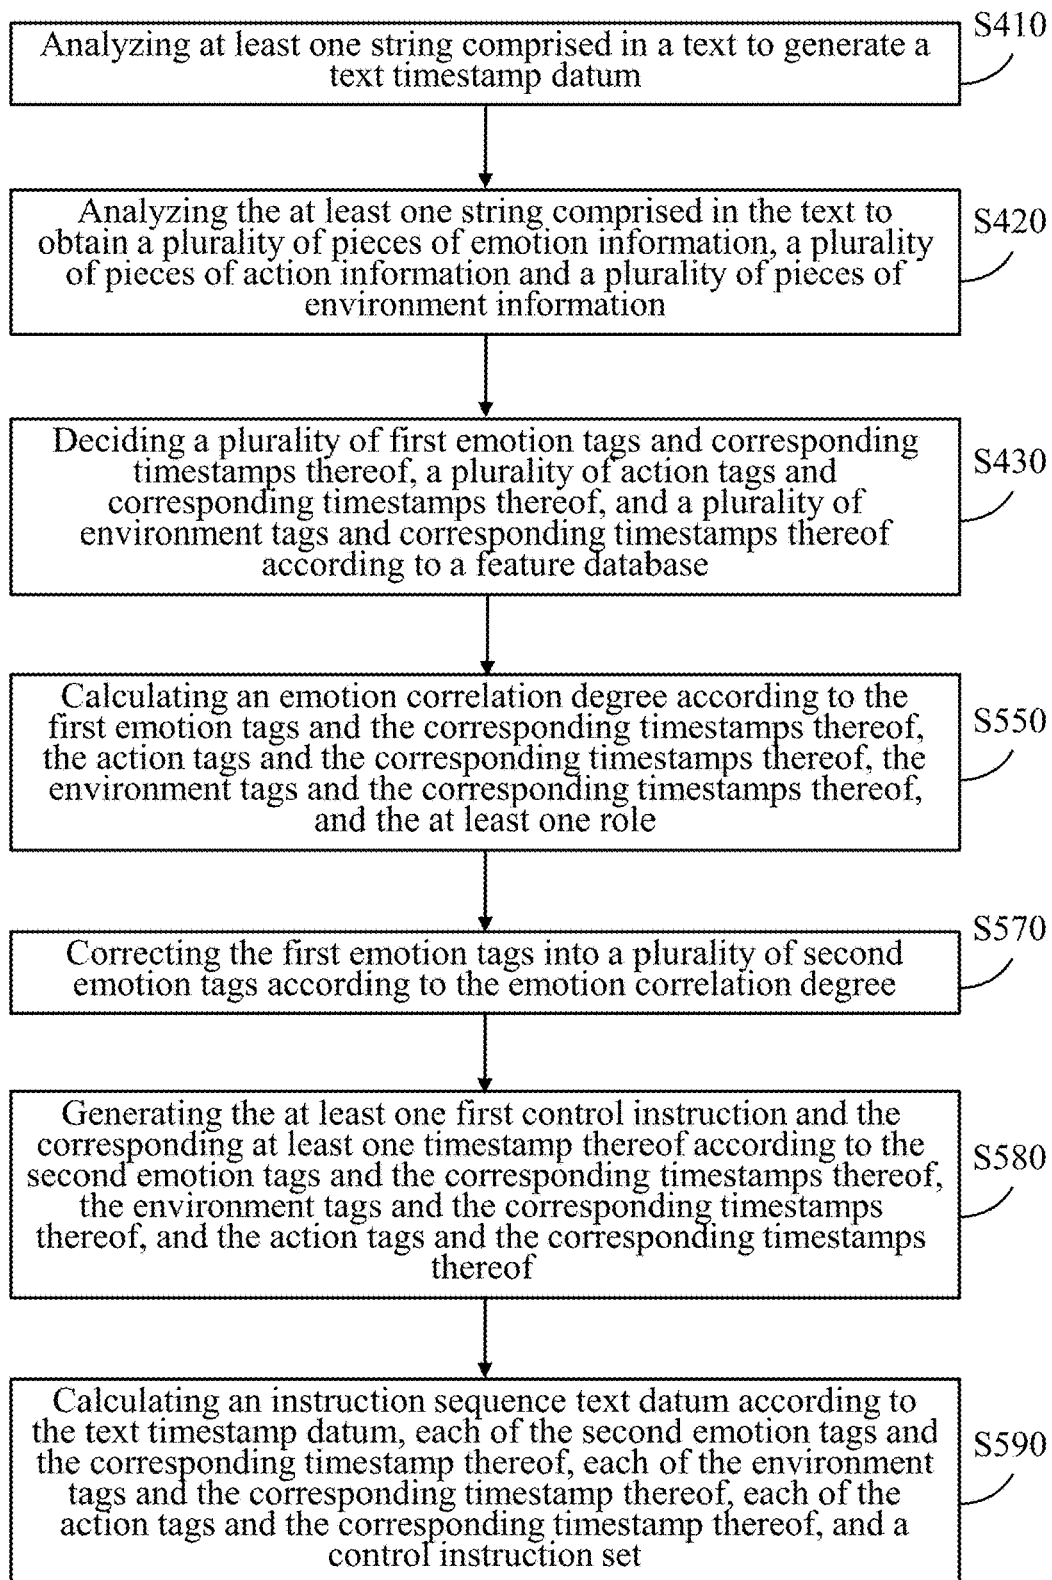 Analyzing at least one string comprised in a text to generate a
text timestamp datum
S410
Analyzing the at least one string comprised in the text to
obtain a plurality of pieces of emotion information, a plurality
of pieces of action information and a plurality of pieces of
environment information
S420
Deciding a plurality of first emotion tags and corresponding
timestamps thereof, a plurality of action tags and
corresponding timestamps thereof, and a plurality of
environment tags and corresponding timestamps thereof
according to a feature database
S430
Calculating an emotion correlation degree according to the
first emotion tags and the corresponding timestamps thereof,
the action tags and the corresponding timestamps thereof, the
environment tags and the corresponding timestamps thereof,
and the at least one role
S550
Correcting the first emotion tags into a plurality of second
emotion tags according to the emotion correlation degree
S570
Generating the at least one first control instruction and the
corresponding at least one timestamp thereof according to the
second emotion tags and the corresponding timestamps thereof,
the environment tags and the corresponding timestamps
thereof, and the action tags and the corresponding timestamps
thereof
S580
Calculating an instruction sequence text datum according to
the text timestamp datum, each of the second emotion tags and
the corresponding timestamp thereof, each of the environment
tags and the corresponding timestamp thereof, each of the
action tags and the corresponding timestamp thereof, and a
control instruction set
S590